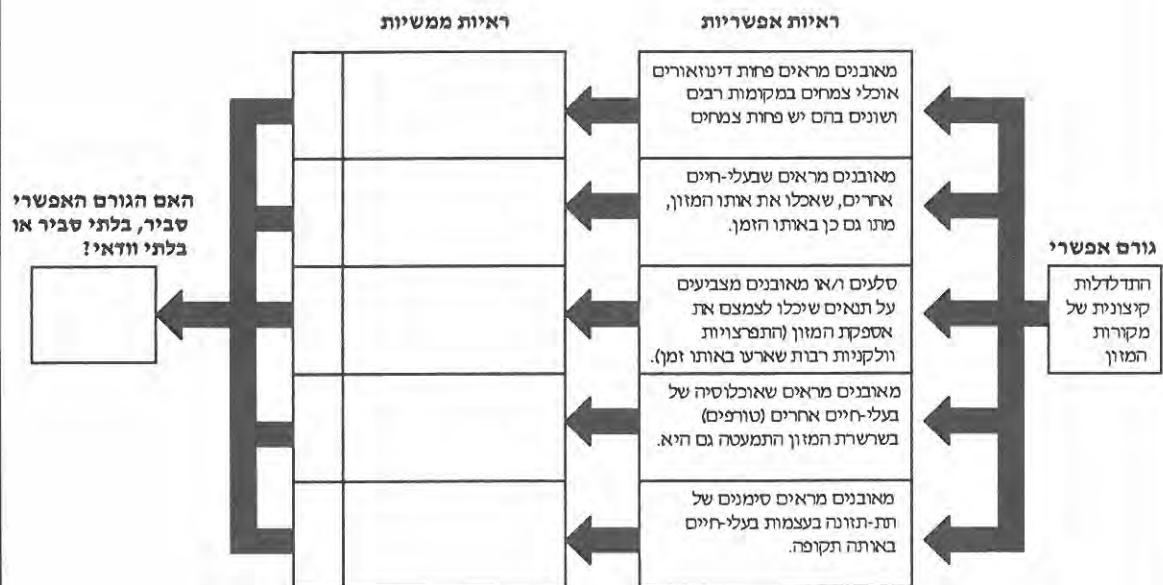 ראיות אפשריות
ראיות ממשיות
גורם אפשרי
התדלדלות
קיצונית של
מקורות
המזון
מאובנים מראים פחות דינוזאורים
אוכלי צמחים במקומות רבים
ושונים בהם יש פחות צמחים
מאובנים מראים שבעלי-חיים
אחרים, שאכלו את אותו המזון,
מתו גם כן באותו הזמן.
סלעים ו/או מאובנים מצביעים
על תנאים שיכלו לצמצם את
אספקת המזון (התפרצויות
וולקניות רבות שארעו באותו זמן).
מאובנים מראים שאוכלוסיה של
בעלי-חיים אחרים (טורפים)
בשרשרת המזון התמעטה גם היא.
מאובנים מראים סימנים של
תת-תזונה בעצמות בעלי-חיים
באותה תקופה.
האם הגורם האפשרי
סביר, בלתי סביר או
בלתי וודאי?